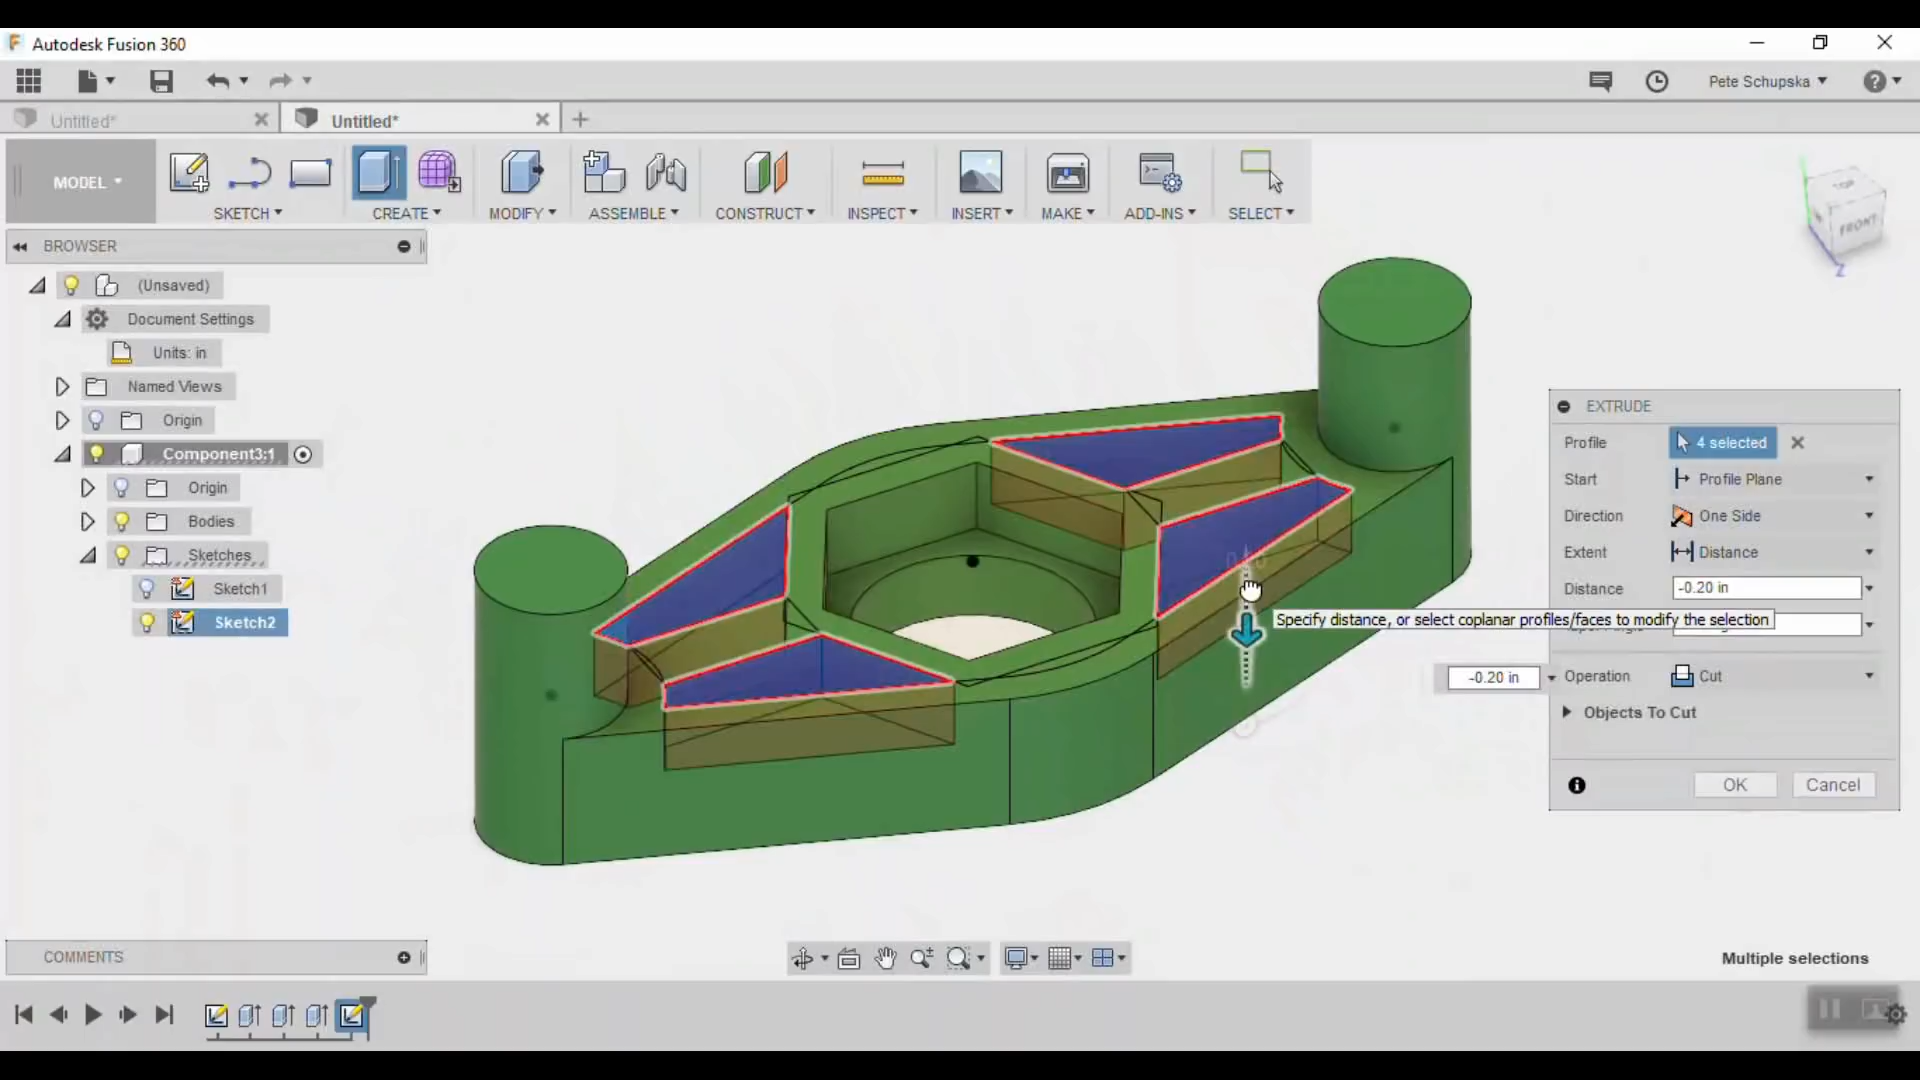 Autodesk Fusion 360
Pete Schupska
Untitled*
Untitled*
MODEL
SKETCH
CREATE
MODIFY
ASSEMBLE
CONSTRUCT
INSPECT
INSERT
MAKE
ADD-INS
SELECT
TOP
FRONT
Z
BROWSER
(Unsaved)
Document Settings
Units: in
Named Views
Origin
Component3:1
Origin
Bodies
Sketches
Sketch1
Sketch2
EXTRUDE
Profile 4 selected
Start Profile Plane
Direction One Side
Extent Distance
Distance -0.20 in
Specify distance, or select coplanar profiles/faces to modify the selection
-0.20 in
Operation Cut
Objects To Cut
OK Cancel
COMMENTS
Multiple selections